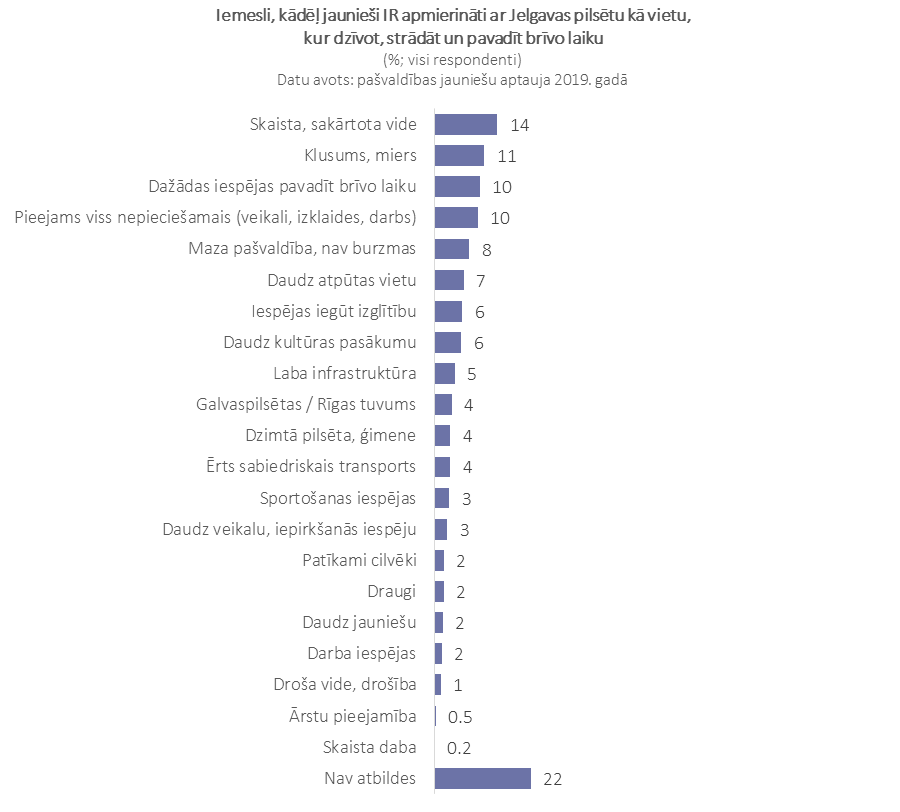 Iemesli, kādēļ jaunieši IR apmierināti ar Jelgavas pilsētu kā vietu,
kur dzīvot, strādāt un pavadīt brīvo laiku
(%; visi respondenti)
Datu avots: pašvaldības jauniešu aptauja 2019. gadā
Skaista, sakārtota vide 14
Klusums, miers 11
Dažādas iespējas pavadīt brīvo laiku 10
Pieejams viss nepieciešamais (veikali, izklaides, darbs) 10
Maza pašvaldība, nav burzmas 8
Daudz atpūtas vietu 7
Iespējas iegūt izglītību 6
Daudz kultūras pasākumu 6
Laba infrastruktūra 5
Galvaspilsētas / Rīgas tuvums 4
Dzimtā pilsēta, ģimene 4
Ērts sabiedriskais transports 4
Sportošanas iespējas 3
Daudz veikalu, iepirkšanās iespēju 3
Patīkami cilvēki 2
Draugi 2
Daudz jauniešu 2
Darba iespējas 2
Droša vide, drošība 1
Ārstu pieejamība 0.5
Skaista daba 0.2
Nav atbildes 22